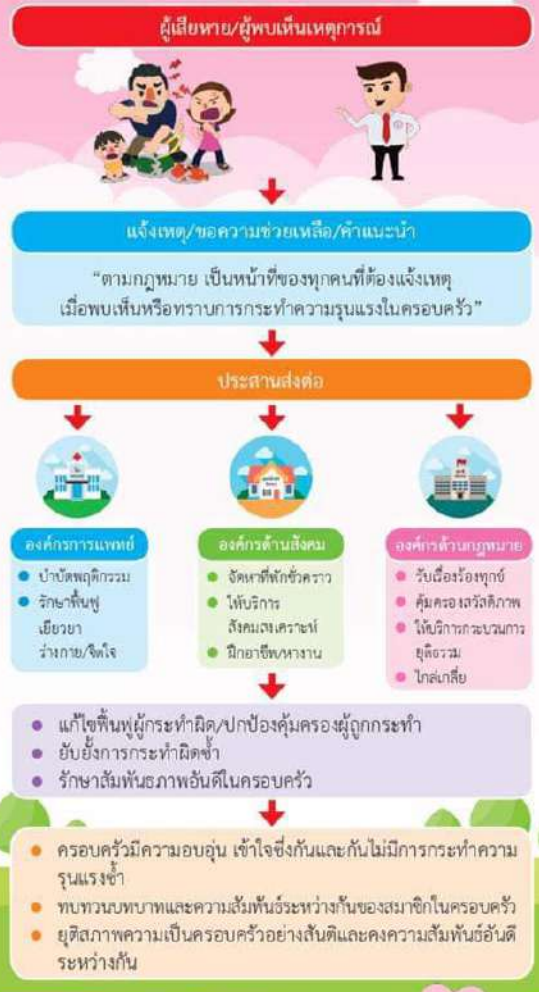 ผู้เสียหาย/ผู้พบเห็นเหตุการณ์
แจ้งเหตุ/ขอความช่วยเหลือ/คำแนะนำ
“ตามกฎหมาย เป็นหน้าที่ของทุกคนที่ต้องแจ้งเหตุ
เมื่อพบเห็นหรือทราบการกระทำความรุนแรงในครอบครัว”
ประสานส่งต่อ
องค์กรการแพทย์
● บำบัดพฤติกรรม
● รักษาฟื้นฟู
เยียวยา
ร่างกาย/จิตใจ
องค์กรด้านสังคม
● จัดหาที่พักชั่วคราว
● ให้บริการ
สังคมสงเคราะห์
● ฝึกอาชีพ/หางาน
องค์กรด้านกฎหมาย
● รับเรื่องร้องทุกข์
● คุ้มครองสวัสดิภาพ
● ให้บริการกระบวนการ
ยุติธรรม
● ไกล่เกลี่ย
● แก้ไขฟื้นฟูผู้กระทำผิด/ปกป้องคุ้มครองผู้ถูกกระทำ
● ยับยั้งการกระทำผิดซ้ำ
● รักษาสัมพันธภาพอันดีในครอบครัว
● ครอบครัวมีความอบอุ่น เข้าใจซึ่งกันและกันไม่มีการกระทำความ
รุนแรงซ้ำ
● ทบทวนบทบาทและความสัมพันธ์ระหว่างกันของสมาชิกในครอบครัว
● ยุติสภาพความเป็นครอบครัวอย่างสันติและคงความสัมพันธ์อันดี
ระหว่างกัน